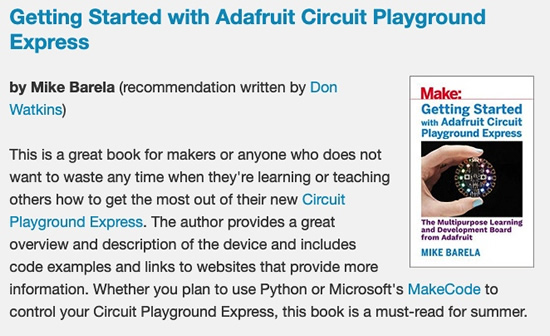 Getting Started with Adafruit Circuit Playground
Express
by Mike Barela (recommendation written by Don
Watkins)
This is a great book for makers or anyone who does not
want to waste any time when they're learning or teaching
others how to get the most out of their new Circuit
Playground Express. The author provides a great
overview and description of the device and includes
code examples and links to websites that provide more
information. Whether you plan to use Python or Microsoft's MakeCode to
control your Circuit Playground Express, this book is a must-read for summer.
Make:
Getting Started
with Adafruit Circuit
Playground Express
The Multipurpose Learning
and Development Board
from Adafruit
MIKE BARELA